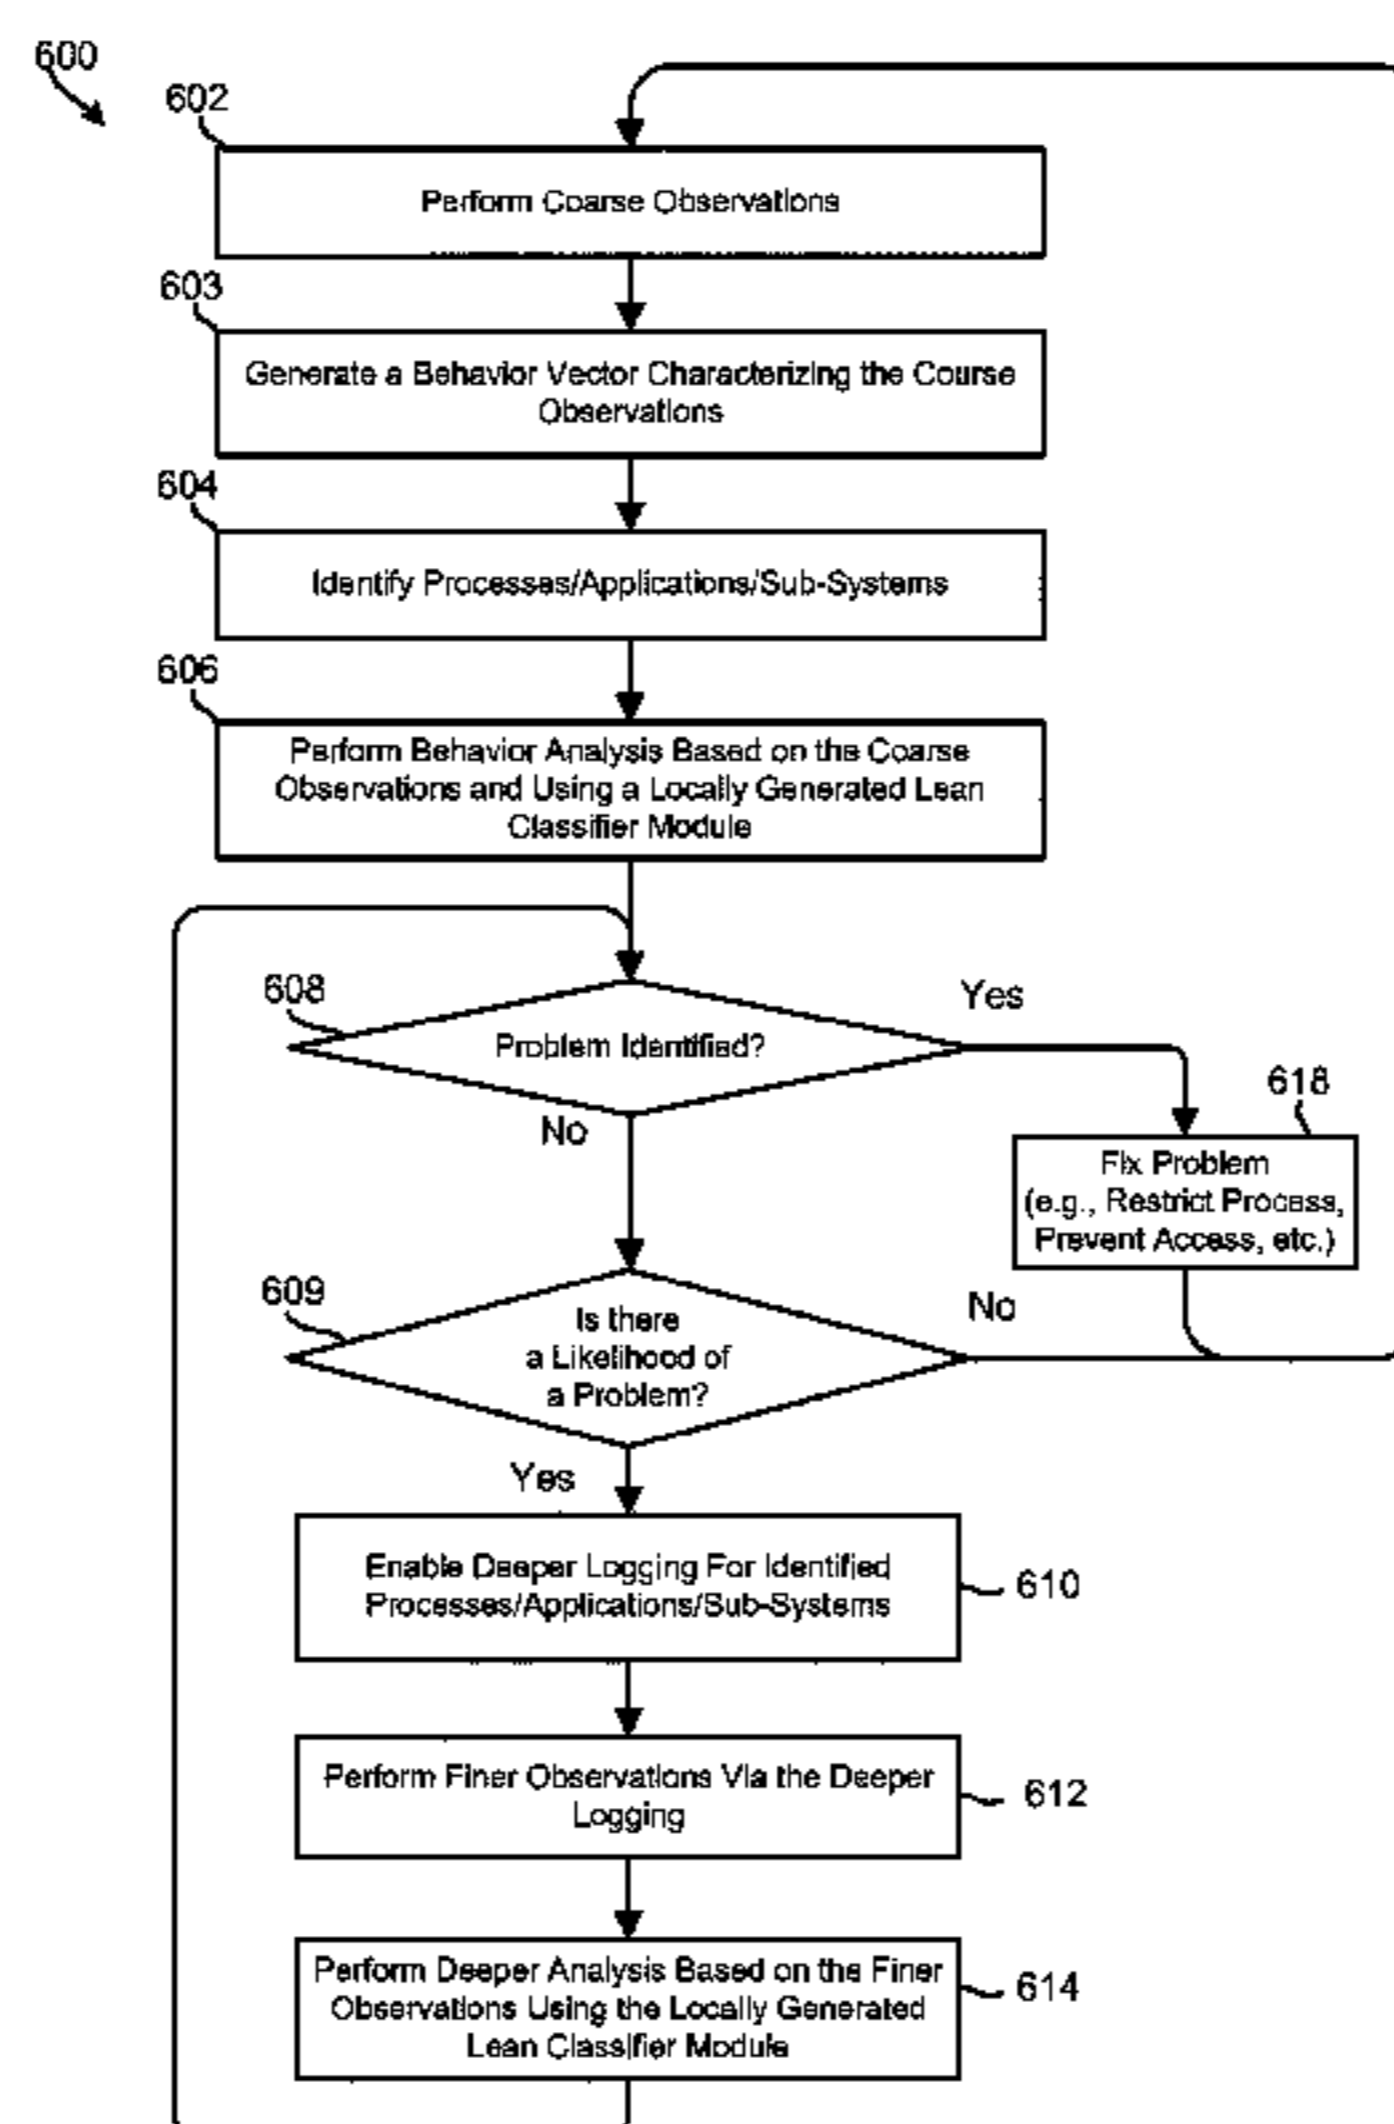 600
602
Perform Coarse Observations
603
Generate a Behavior Vector Characterizing the Course
Observations
604
Identify Processes/Applications/Sub-Systems
606
Perform Behavior Analysis Based on the Coarse
Observations and Using a Locally Generated Lean
Classifier Module
608
Problem Identified?
Yes
No
618
Fix Problem
(e.g., Restrict Process,
Prevent Access, etc.)
609
Is there
a Likelihood of
a Problem?
No
Yes
Enable Deeper Logging For Identified
Processes/Applications/Sub-Systems
610
Perform Finer Observations Via the Deeper
Logging
612
Perform Deeper Analysis Based on the Finer
Observations Using the Locally Generated
Lean Classifier Module
614